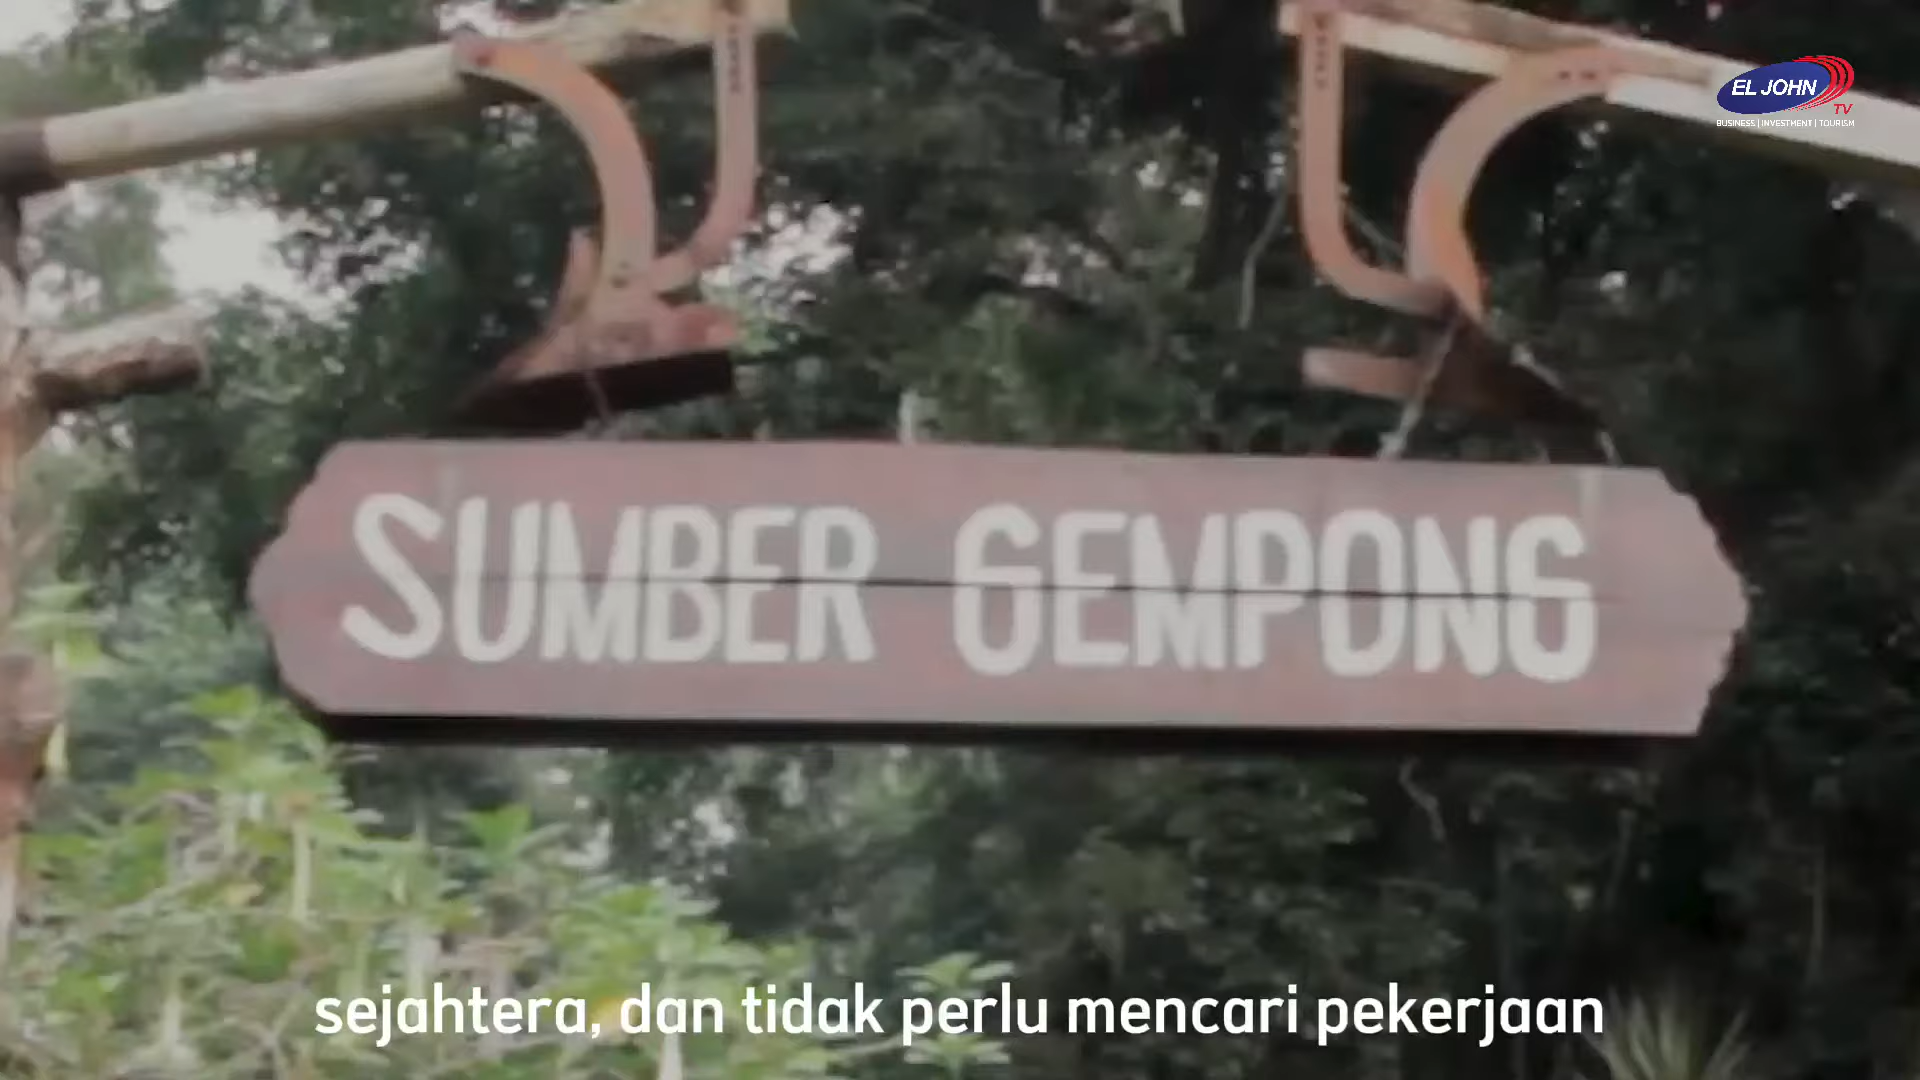 EL JOHN
TV
BUSINESS | INVESTMENT | TOURISM
SUMBER GEMPONG
sejahtera, dan tidak perlu mencari pekerjaan